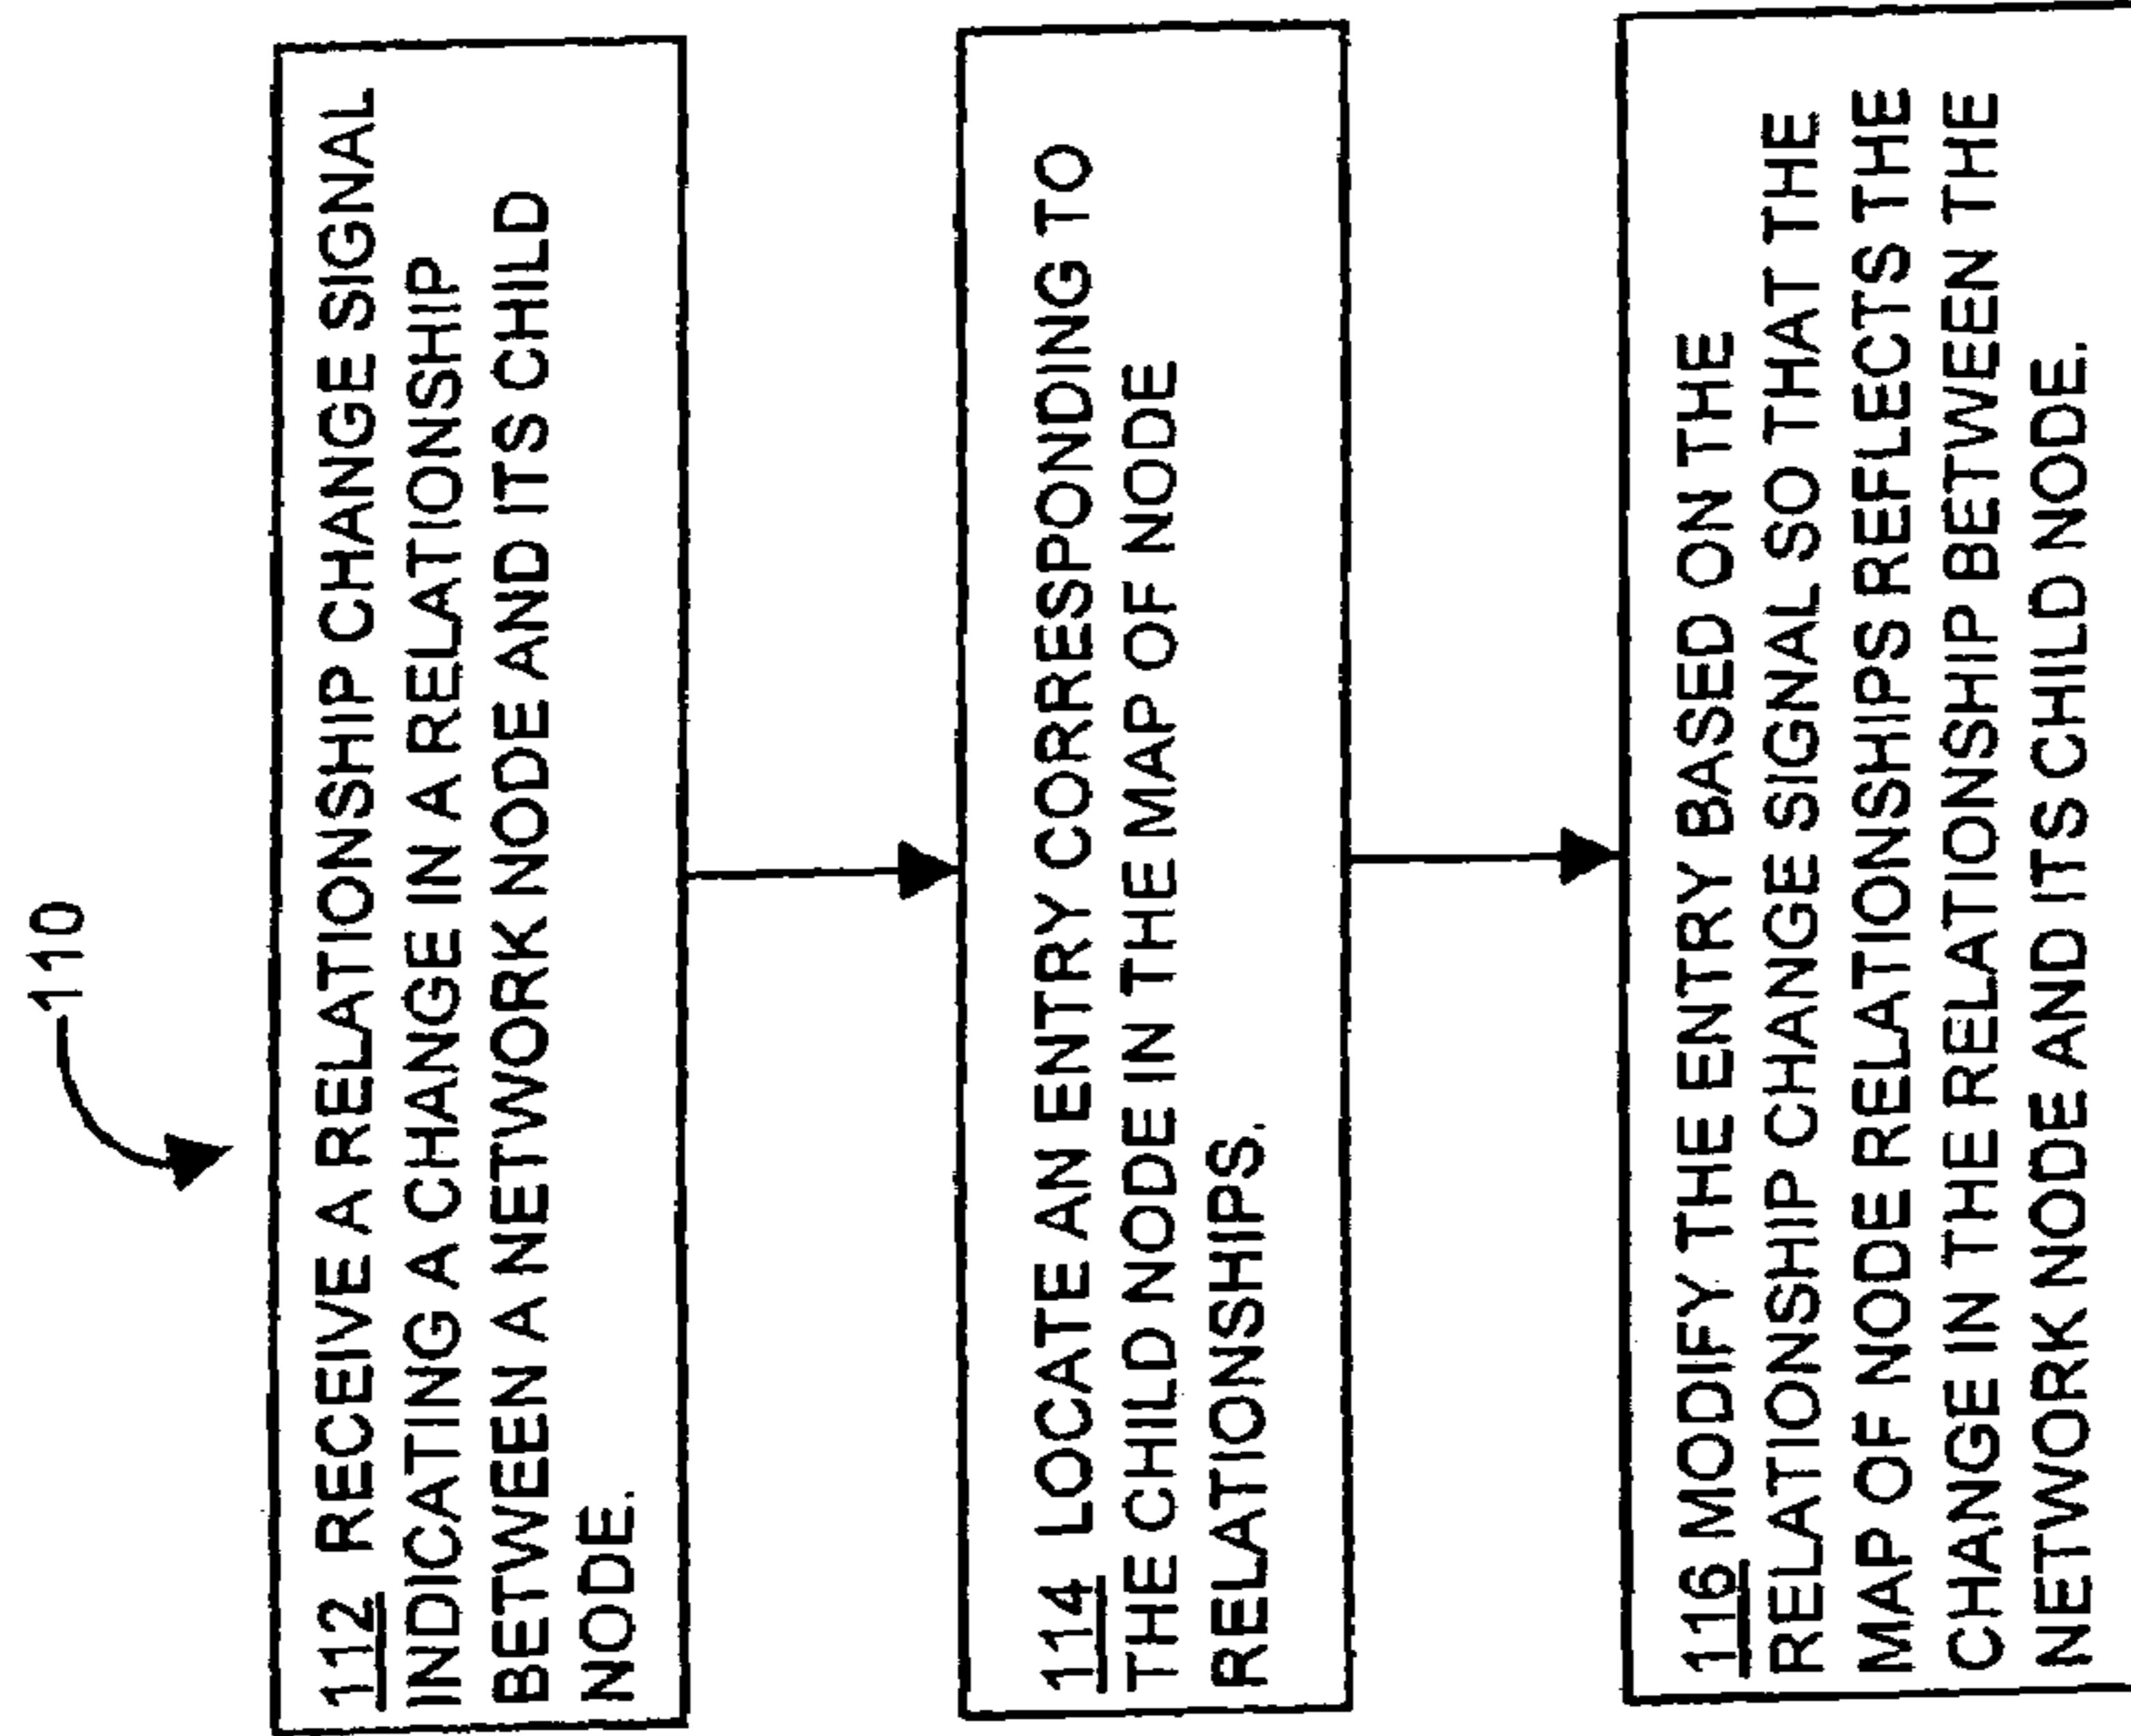 110
112 RECEIVE A RELATIONSHIP CHANGE SIGNAL
INDICATING A CHANGE IN A RELATIONSHIP
BETWEEN A NETWORK NODE AND ITS CHILD
NODE.
114 LOCATE AN ENTRY CORRESPONDING TO
THE CHILD NODE IN THE MAP OF NODE
RELATIONSHIPS.
116 MODIFY THE ENTRY BASED ON THE
RELATIONSHIP CHANGE SIGNAL SO THAT THE
MAP OF NODE RELATIONSHIPS REFLECTS THE
CHANGE IN THE RELATIONSHIP BETWEEN THE
NETWORK NODE AND ITS CHILD NODE.